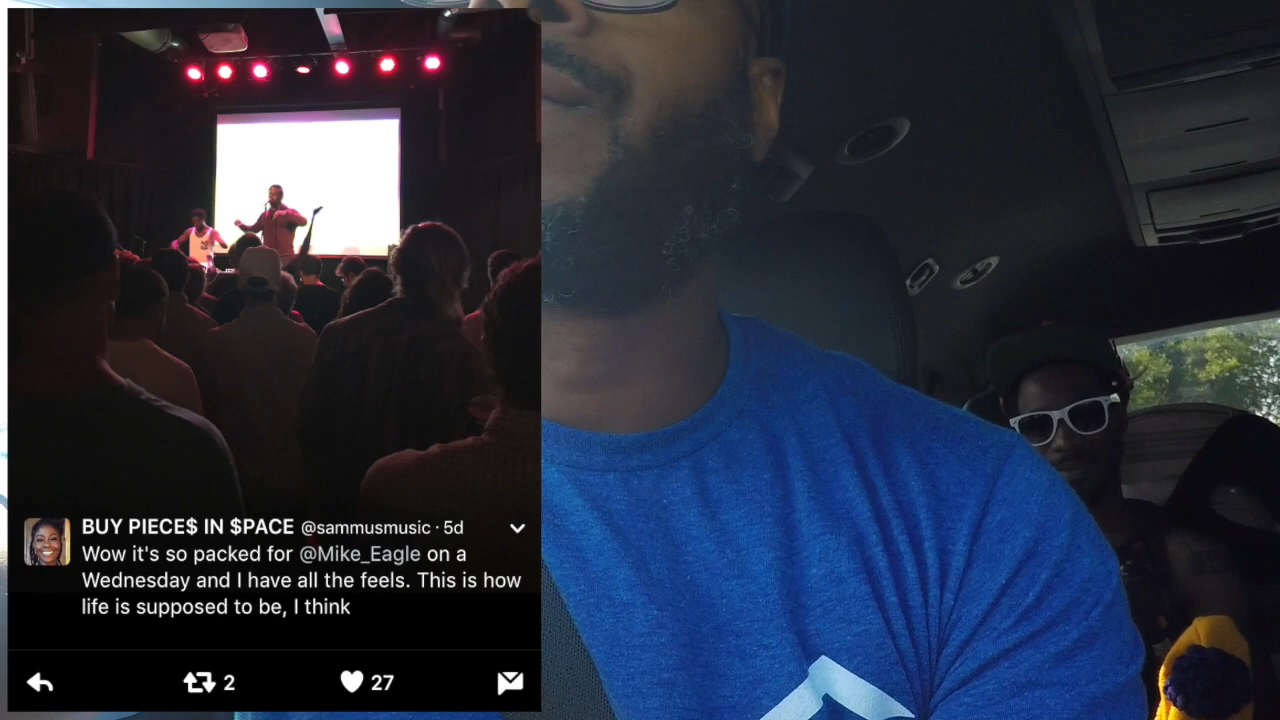 BUY PIECE$ IN $PACE @sammusmusic · 5d
Wow it's so packed for @Mike_Eagle on a
Wednesday and I have all the feels. This is how
life is supposed to be, I think
2
27